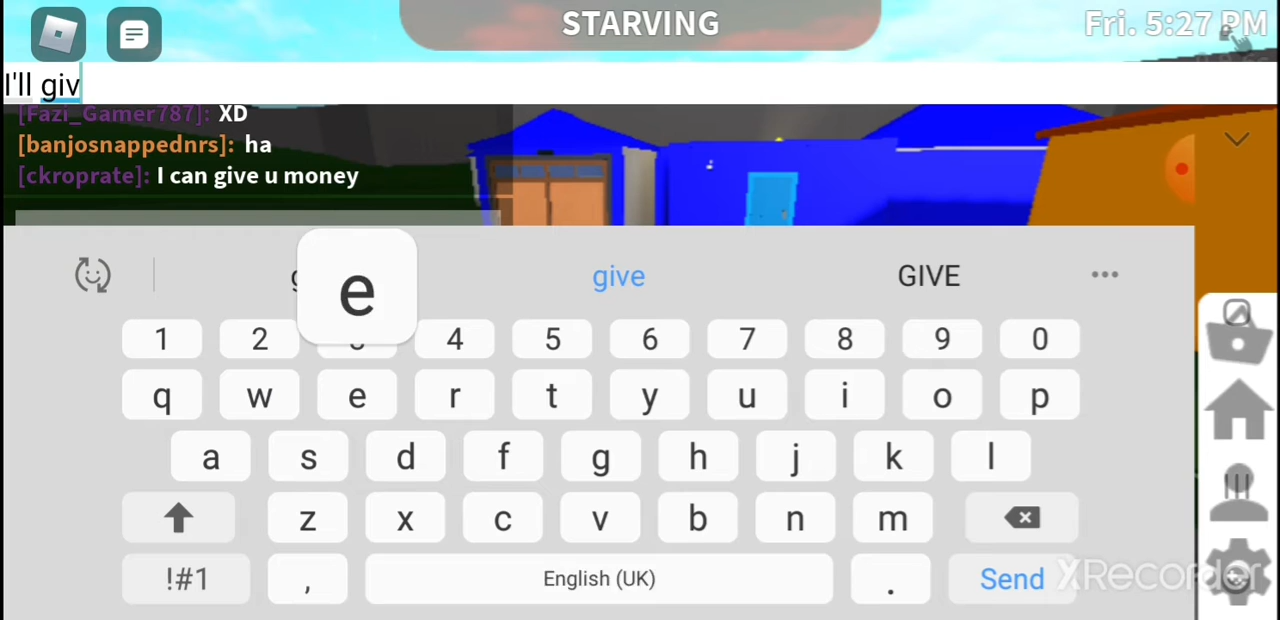 STARVING
Fri. 5:27 PM
I'll giv
[Fazi_Gamer787]: XD
[banjosnappednrs]: ha
[ckroprate]: I can give u money
e
give
GIVE
1 2 4 5 6 7 8 9 0
q w e r t y u i o p
a s d f g h j k l
z x c v b n m
!#1 , English (UK) . Send
XRecorder